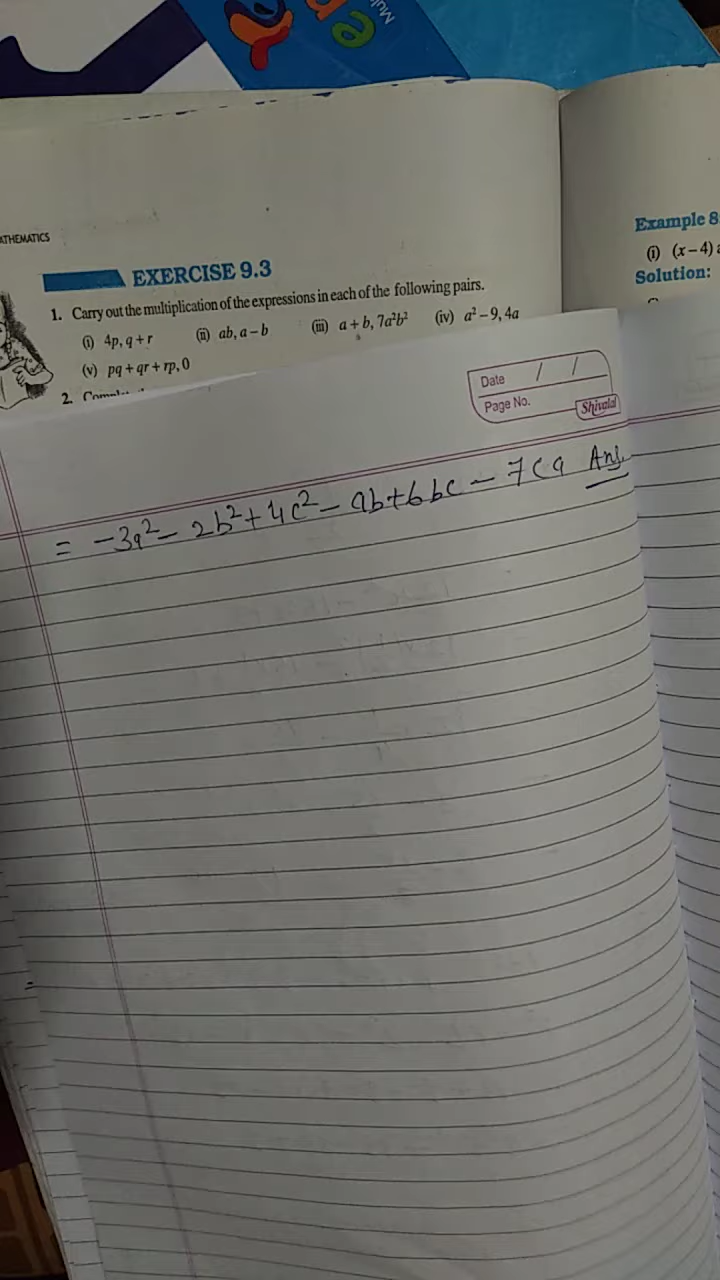 Mul
ATHEMATICS
EXERCISE 9.3
1. Carry out the multiplication of the expressions in each of the following pairs.
(i) 4p, q + r (ii) ab, a – b (iii) a + b, 7a²b² (iv) a² – 9, 4a
(v) pq + qr + rp, 0
2.
Example 8
(i) (x – 4)
Solution:
Date / /
Page No.
Shivalal
= -3a² - 2b² + 4c² - ab + 6bc - 7ca Ans.